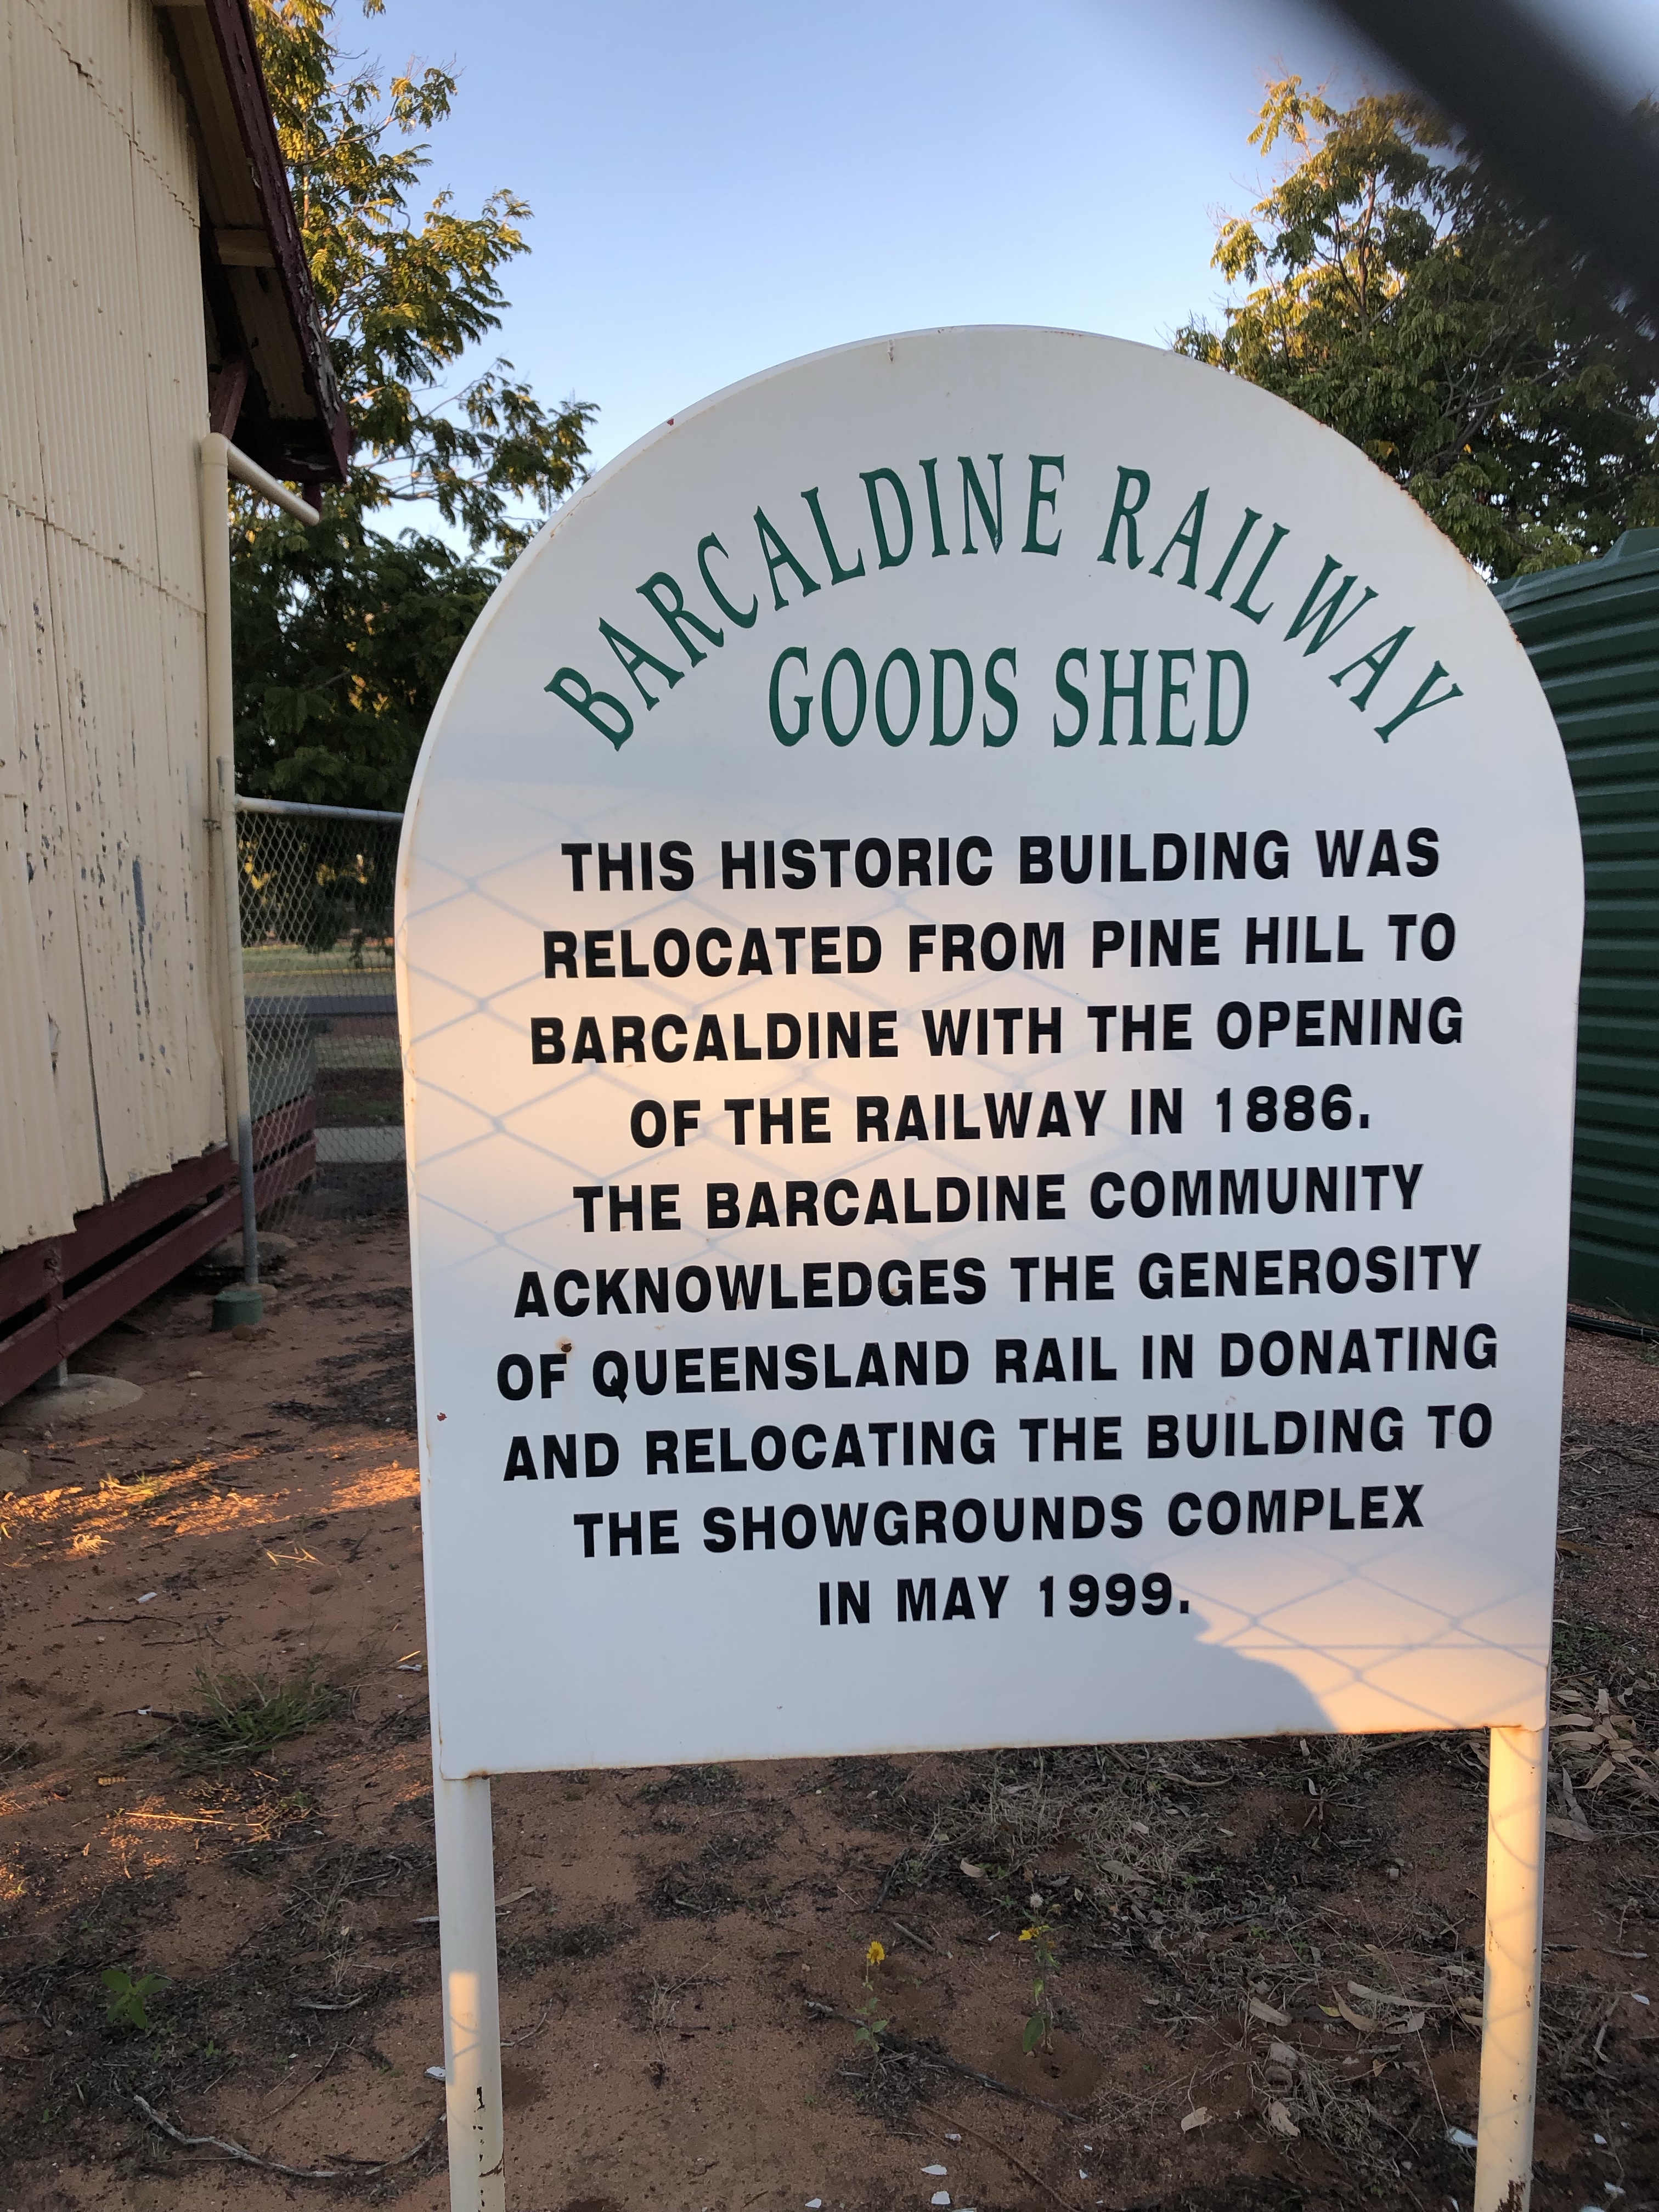 BARCALDINE RAILWAY
GOODS SHED
THIS HISTORIC BUILDING WAS
RELOCATED FROM PINE HILL TO
BARCALDINE WITH THE OPENING
OF THE RAILWAY IN 1886.
THE BARCALDINE COMMUNITY
ACKNOWLEDGES THE GENEROSITY
OF QUEENSLAND RAIL IN DONATING
AND RELOCATING THE BUILDING TO
THE SHOWGROUNDS COMPLEX
IN MAY 1999.